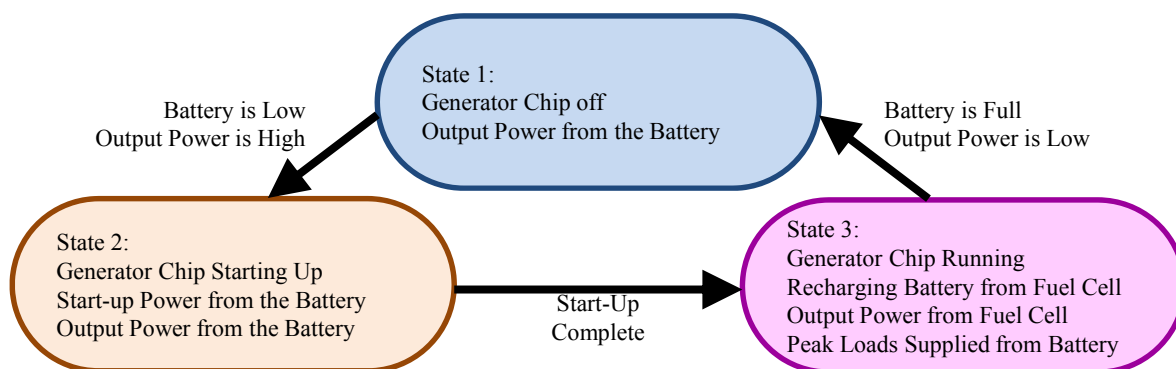 State 1:
Generator Chip off
Output Power from the Battery
Battery is Low
Output Power is High
Battery is Full
Output Power is Low
State 2:
Generator Chip Starting Up
Start-up Power from the Battery
Output Power from the Battery
Start-Up
Complete
State 3:
Generator Chip Running
Recharging Battery from Fuel Cell
Output Power from Fuel Cell
Peak Loads Supplied from Battery